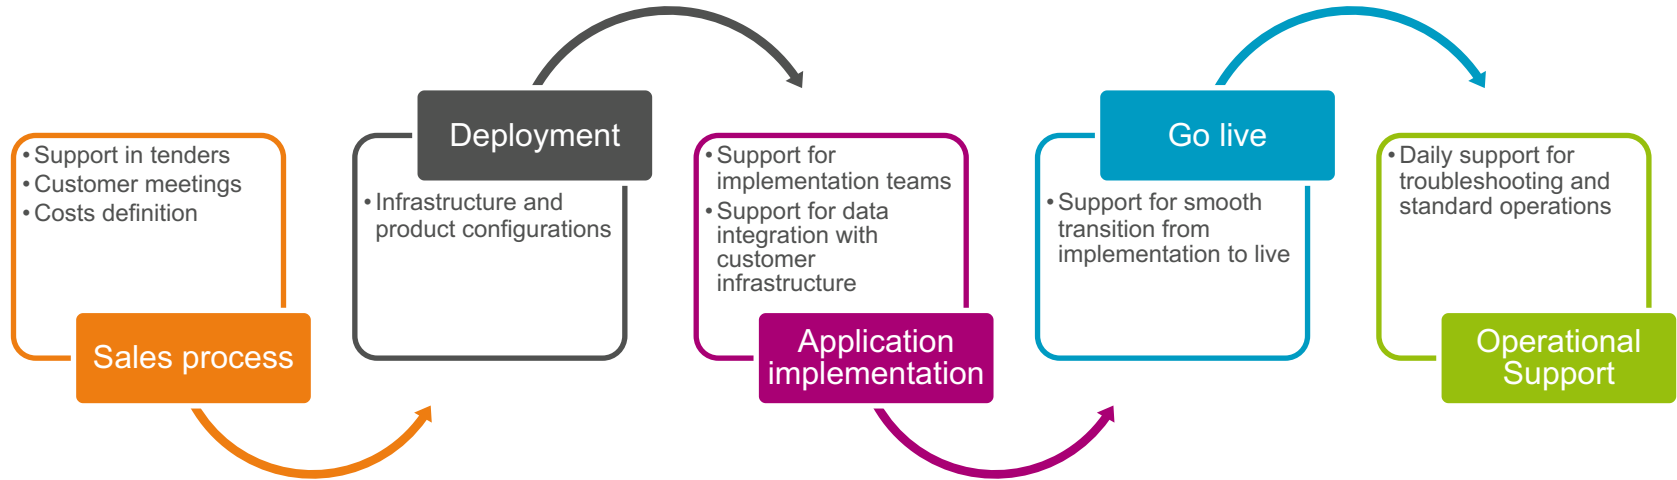 • Support in tenders
• Customer meetings
• Costs definition
Sales process
Deployment
• Infrastructure and
product configurations
• Support for
implementation teams
• Support for data
integration with
customer
infrastructure
Application
implementation
Go live
• Support for smooth
transition from
implementation to live
• Daily support for
troubleshooting and
standard operations
Operational
Support